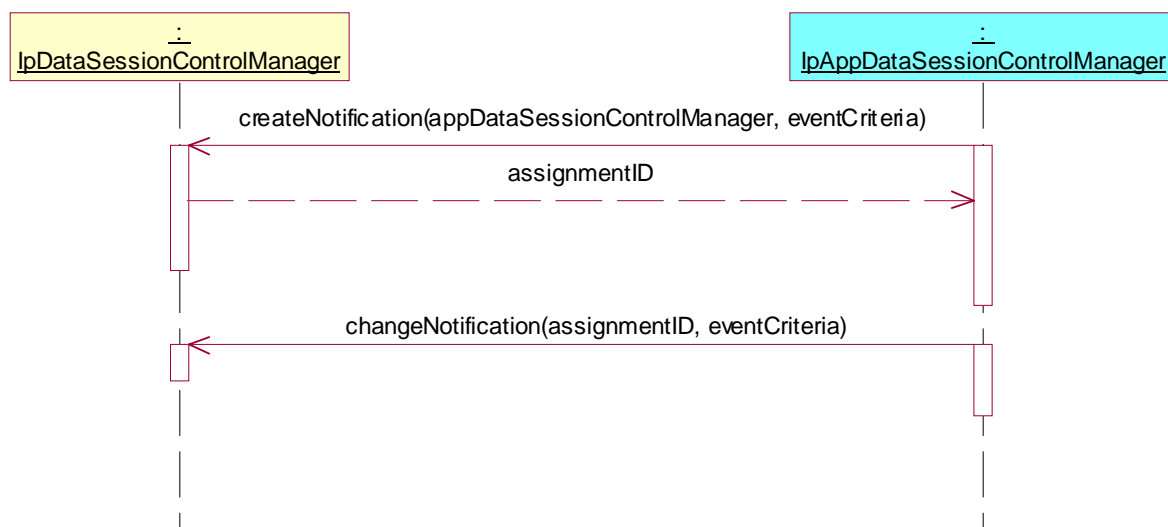 :
IpDataSessionControlManager
:
IpAppDataSessionControlManager
createNotification(appDataSessionControlManager, eventCriteria)
assignmentID
changeNotification(assignmentID, eventCriteria)